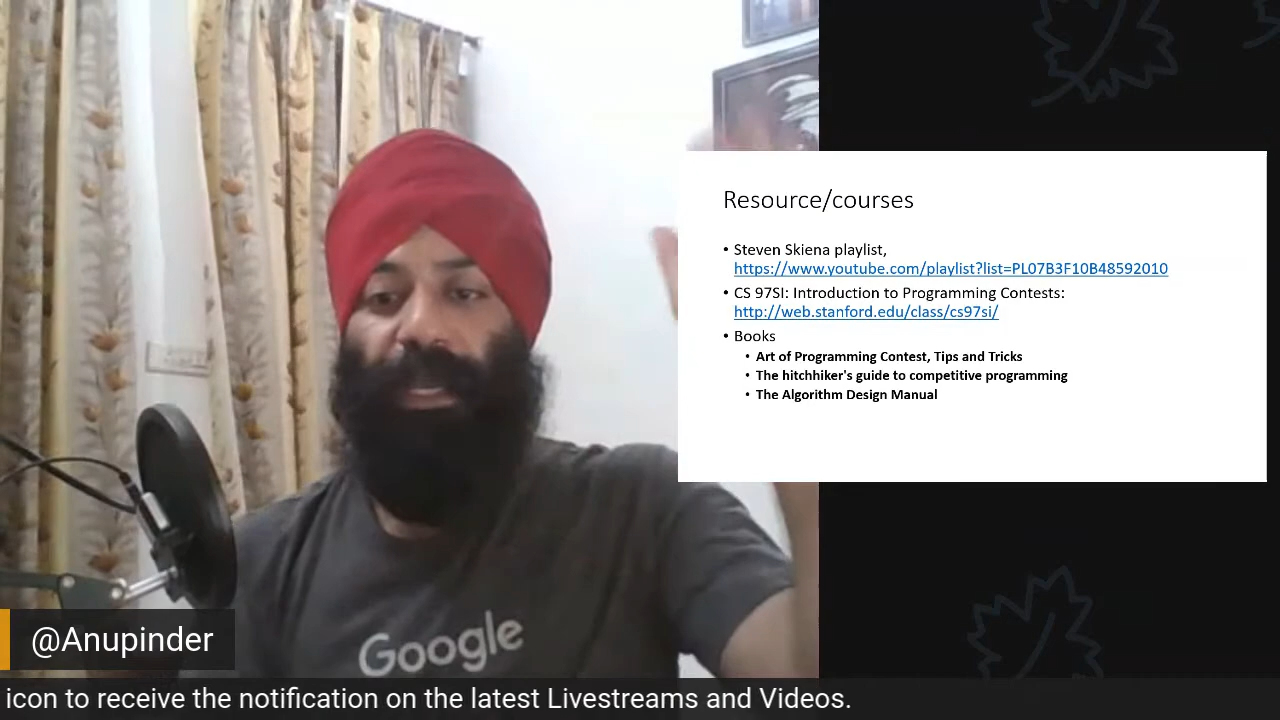 Resource/courses
• Steven Skiena playlist,
https://www.youtube.com/playlist?list=PL07B3F10B48592010
• CS 97SI: Introduction to Programming Contests:
http://web.stanford.edu/class/cs97si/
• Books
• Art of Programming Contest, Tips and Tricks
• The hitchhiker's guide to competitive programming
• The Algorithm Design Manual
Google
@Anupinder
icon to receive the notification on the latest Livestreams and Videos.